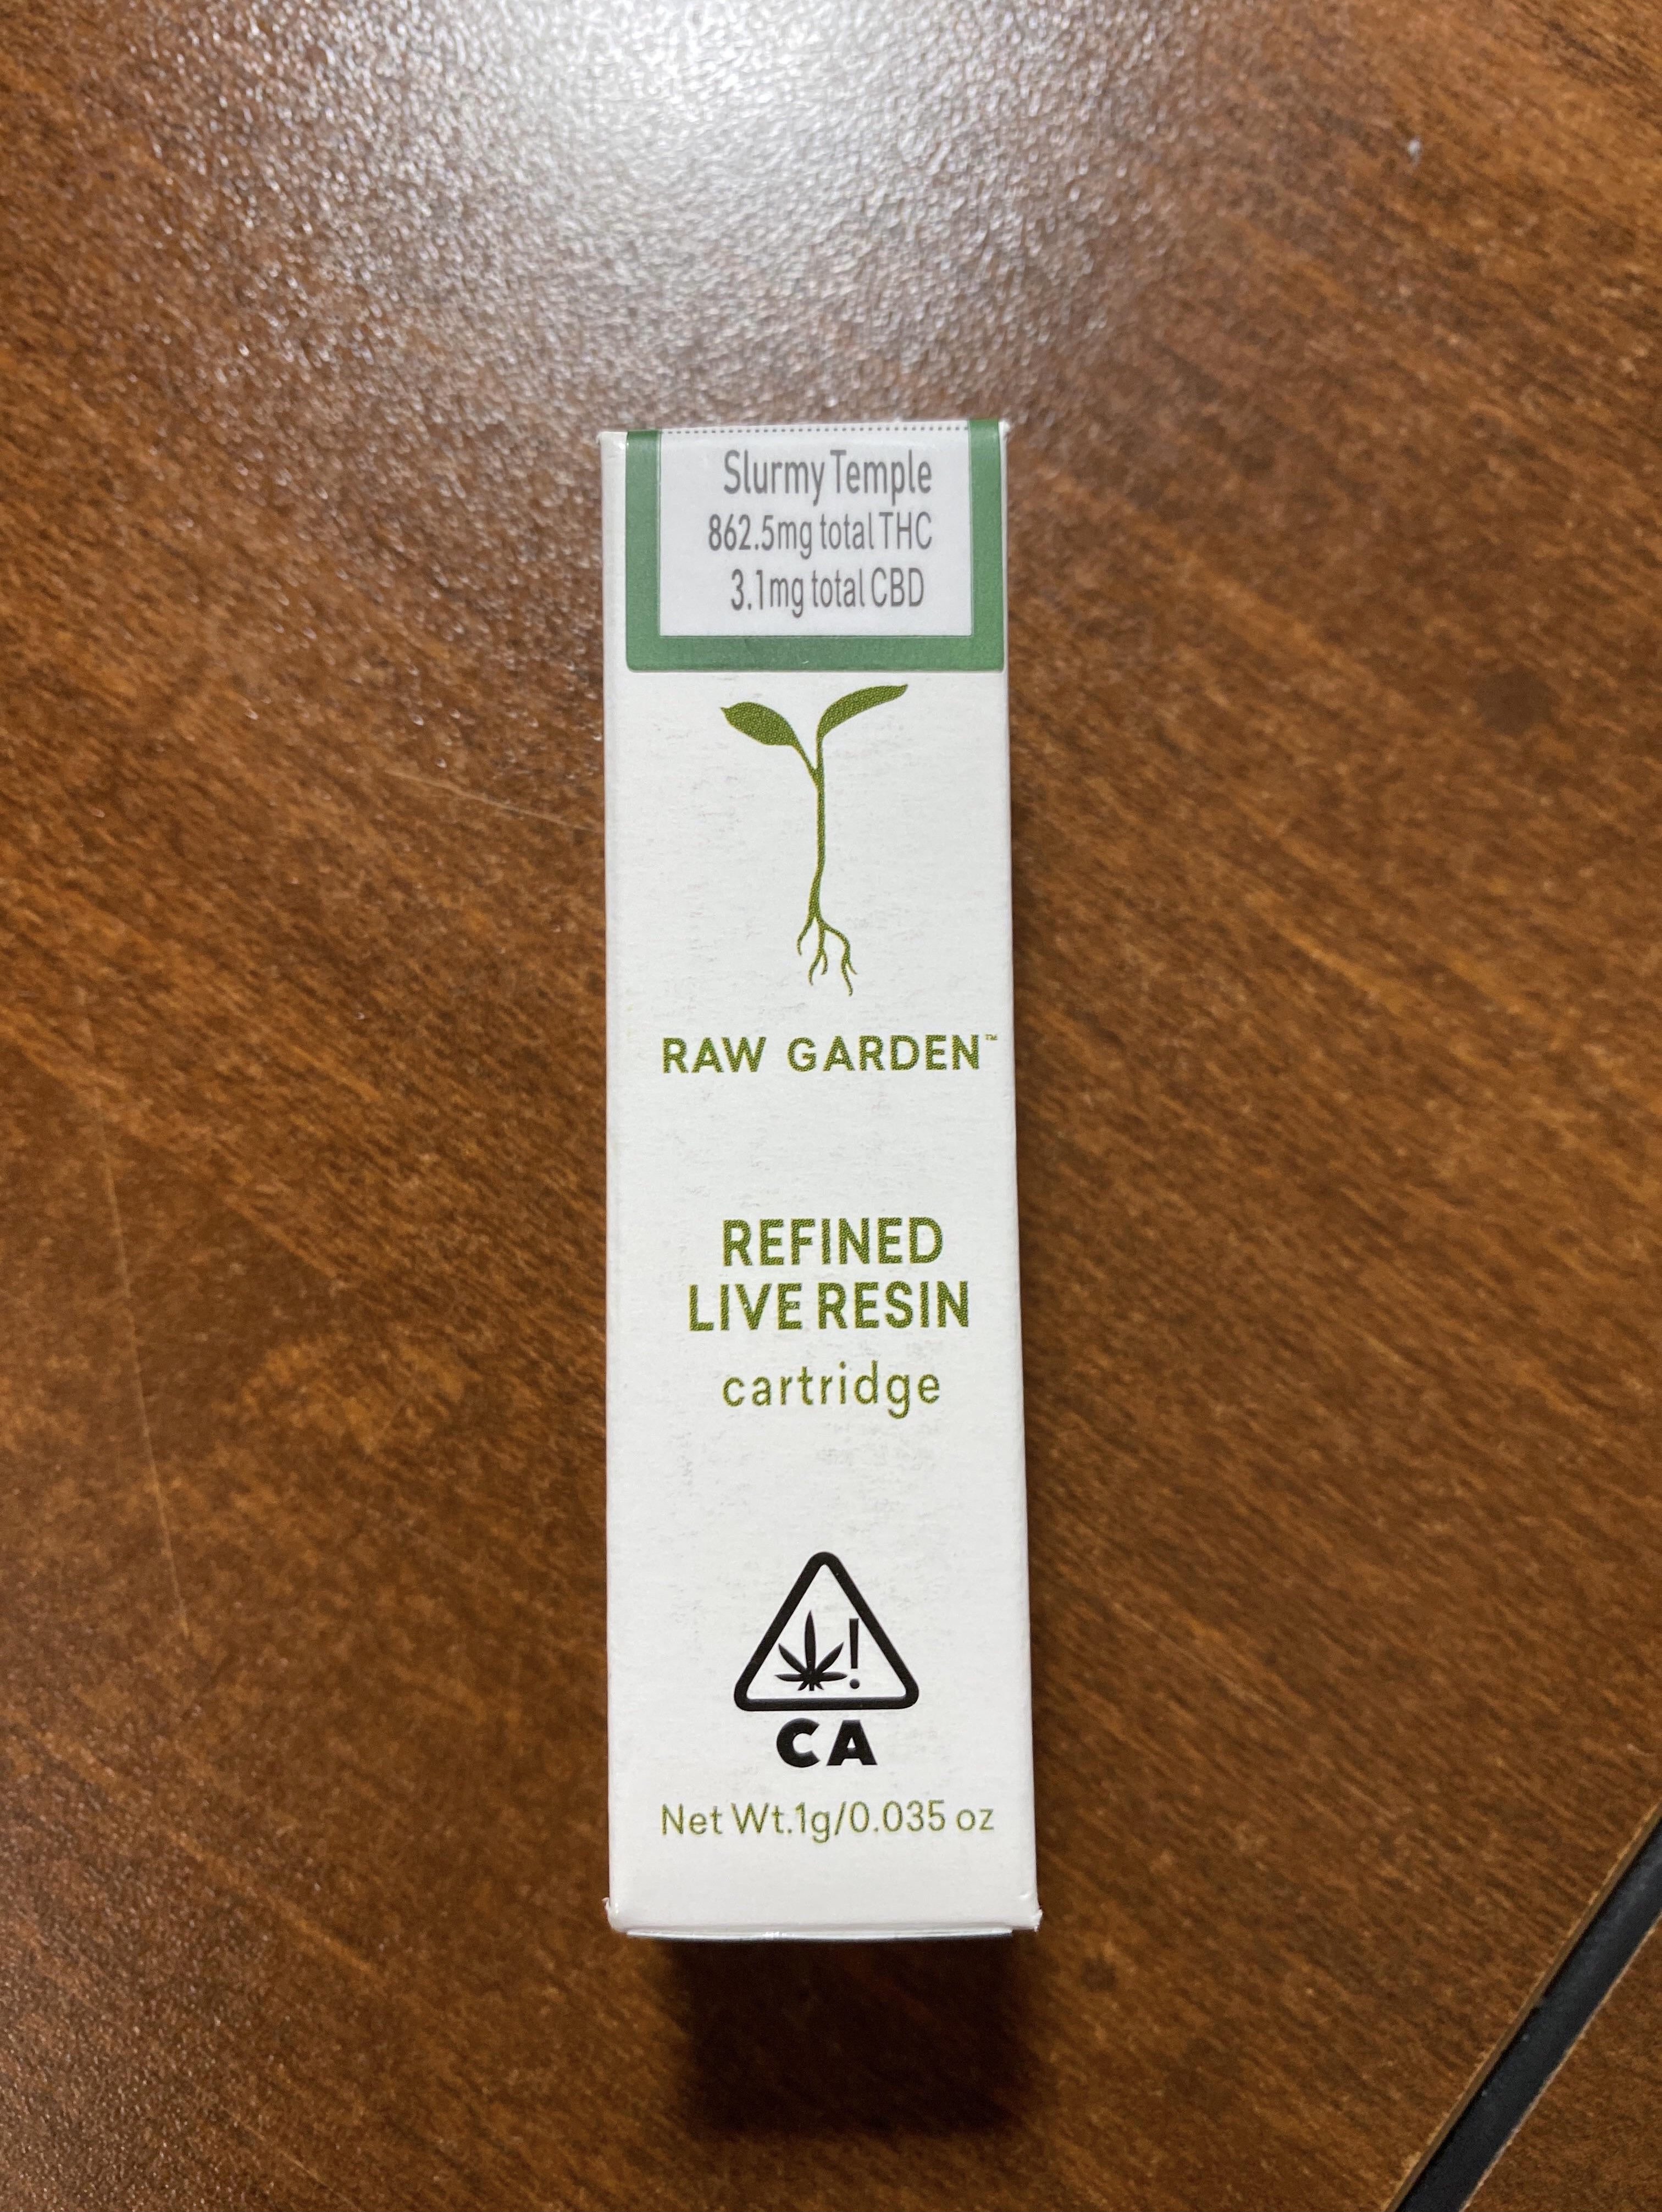 Slurmy Temple
862.5mg total THC
3.1mg total CBD
RAW GARDEN™
REFINED
LIVE RESIN
cartridge
!
CA
Net Wt.1g/0.035 oz